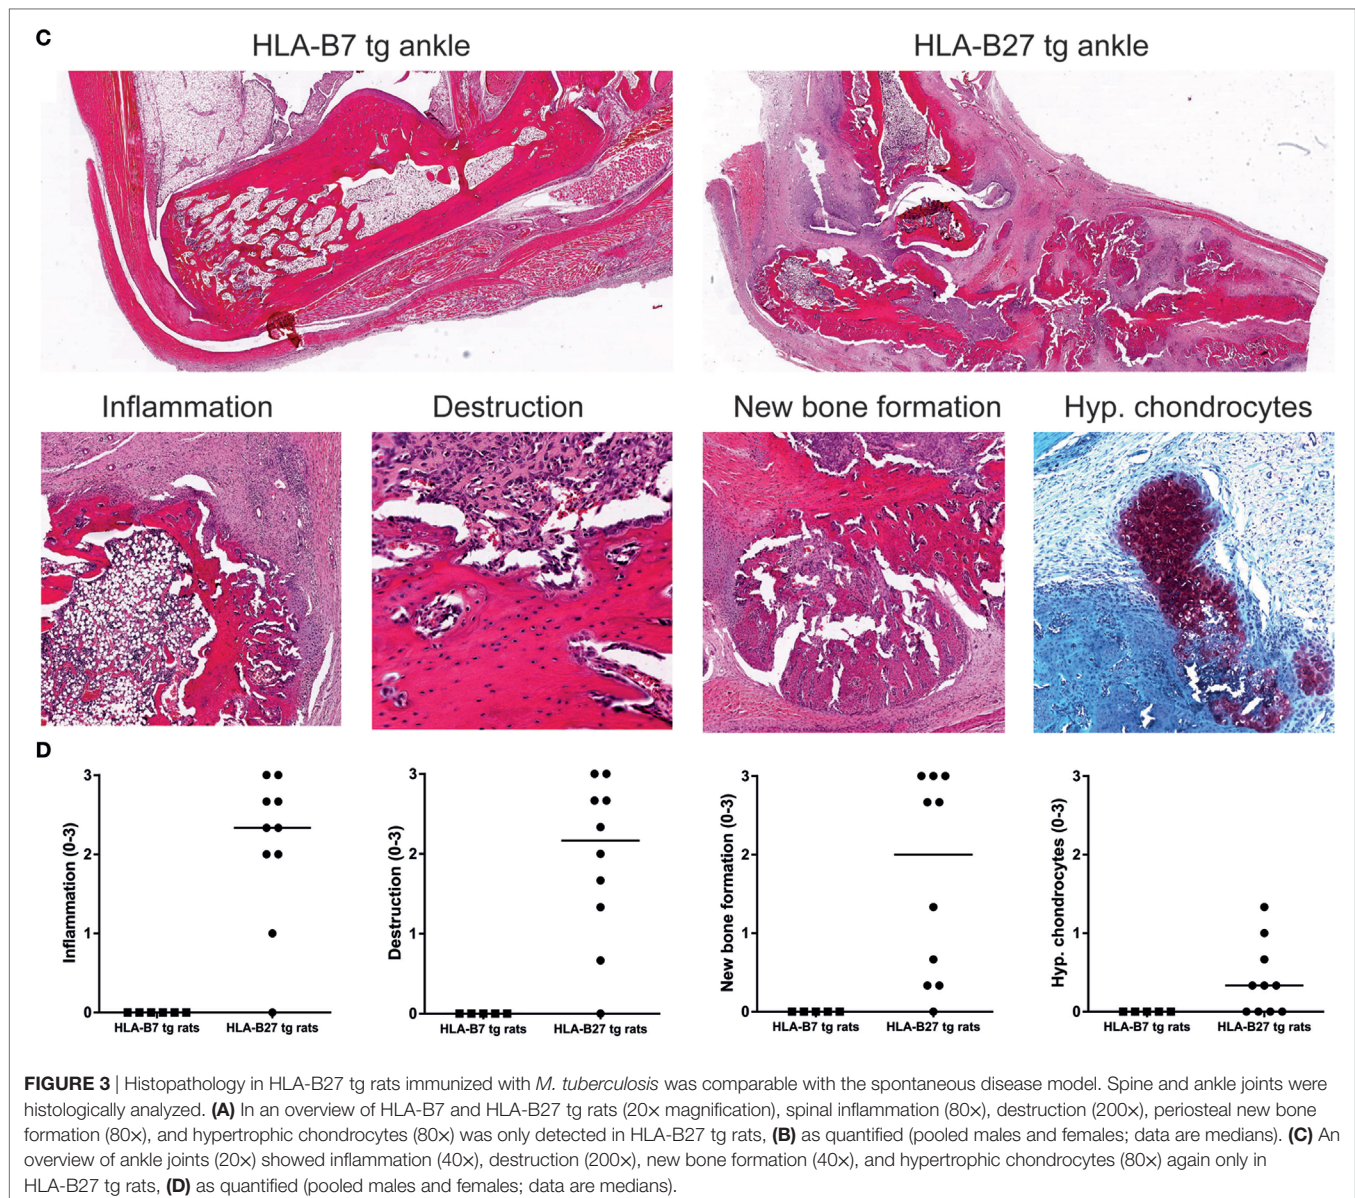 C
HLA-B7 tg ankle
HLA-B27 tg ankle
Inflammation
Destruction
New bone formation
Hyp. chondrocytes
D
Inflammation (0-3)
3
2
1
0
HLA-B7 tg rats
HLA-B27 tg rats
Destruction (0-3)
3
2
1
0
HLA-B7 tg rats
HLA-B27 tg rats
New bone formation (0-3)
3
2
1
0
HLA-B7 tg rats
HLA-B27 tg rats
Hyp. chondrocytes (0-3)
3
2
1
0
HLA-B7 tg rats
HLA-B27 tg rats
FIGURE 3 | Histopathology in HLA-B27 tg rats immunized with M. tuberculosis was comparable with the spontaneous disease model. Spine and ankle joints were
histologically analyzed. (A) In an overview of HLA-B7 and HLA-B27 tg rats (20× magnification), spinal inflammation (80×), destruction (200×), periosteal new bone
formation (80×), and hypertrophic chondrocytes (80×) was only detected in HLA-B27 tg rats, (B) as quantified (pooled males and females; data are medians). (C) An
overview of ankle joints (20×) showed inflammation (40×), destruction (200×), new bone formation (40×), and hypertrophic chondrocytes (80×) again only in
HLA-B27 tg rats, (D) as quantified (pooled males and females; data are medians).